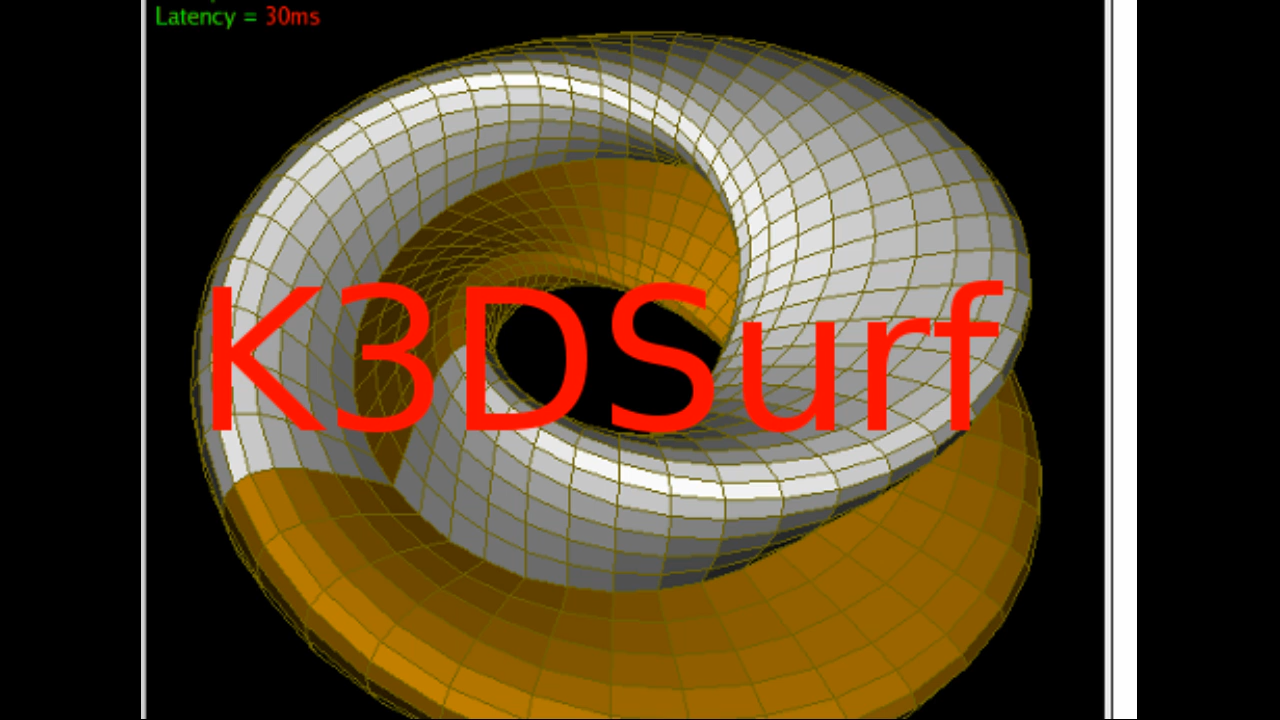 Latency = 30ms
K3DSurf